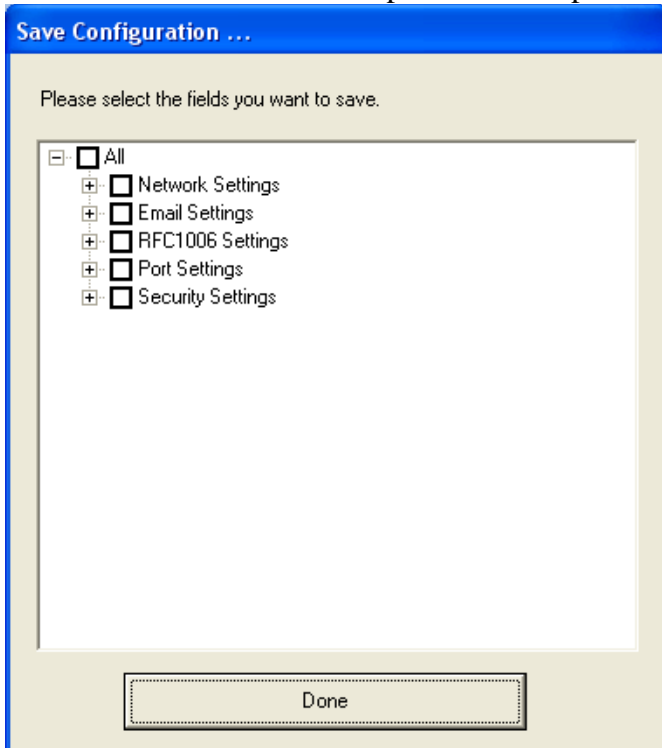 Save Configuration ...
Please select the fields you want to save.
All
Network Settings
Email Settings
RFC1006 Settings
Port Settings
Security Settings
Done